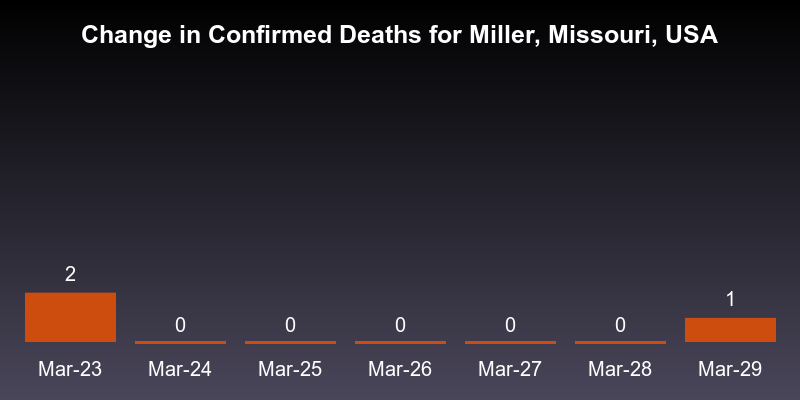 Change in Confirmed Deaths for Miller, Missouri, USA
2
0
0
0
0
0
1
Mar-23
Mar-24
Mar-25
Mar-26
Mar-27
Mar-28
Mar-29